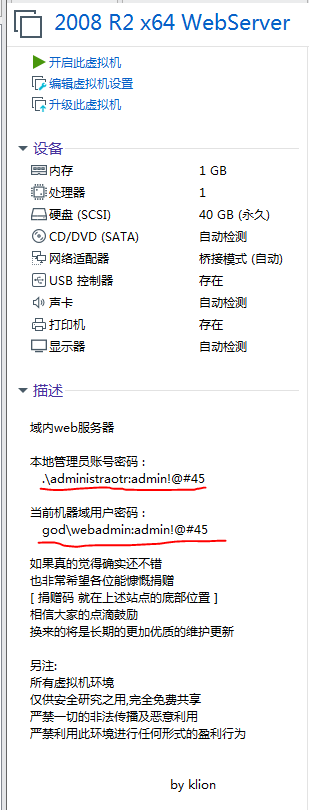 2008 R2 x64 WebServer
开启此虚拟机
编辑虚拟机设置
升级此虚拟机
设备
内存 1 GB
处理器 1
硬盘 (SCSI) 40 GB (永久)
CD/DVD (SATA) 自动检测
网络适配器 桥接模式 (自动)
USB 控制器 存在
声卡 自动检测
打印机 存在
显示器 自动检测
描述
域内web服务器
本地管理员账号密码 :
.\administraotr:admin!@#45
当前机器域用户密码 :
god\webadmin:admin!@#45
如果真的觉得确实还不错
也非常希望各位能慷慨捐赠
[ 捐赠码 就在上述站点的底部位置 ]
相信大家的点滴鼓励
换来的将是长期的更加优质的维护更新
另注:
所有虚拟机环境
仅供安全研究之用,完全免费共享
严禁一切的非法传播及恶意利用
严禁利用此环境进行任何形式的盈利行为
by klion